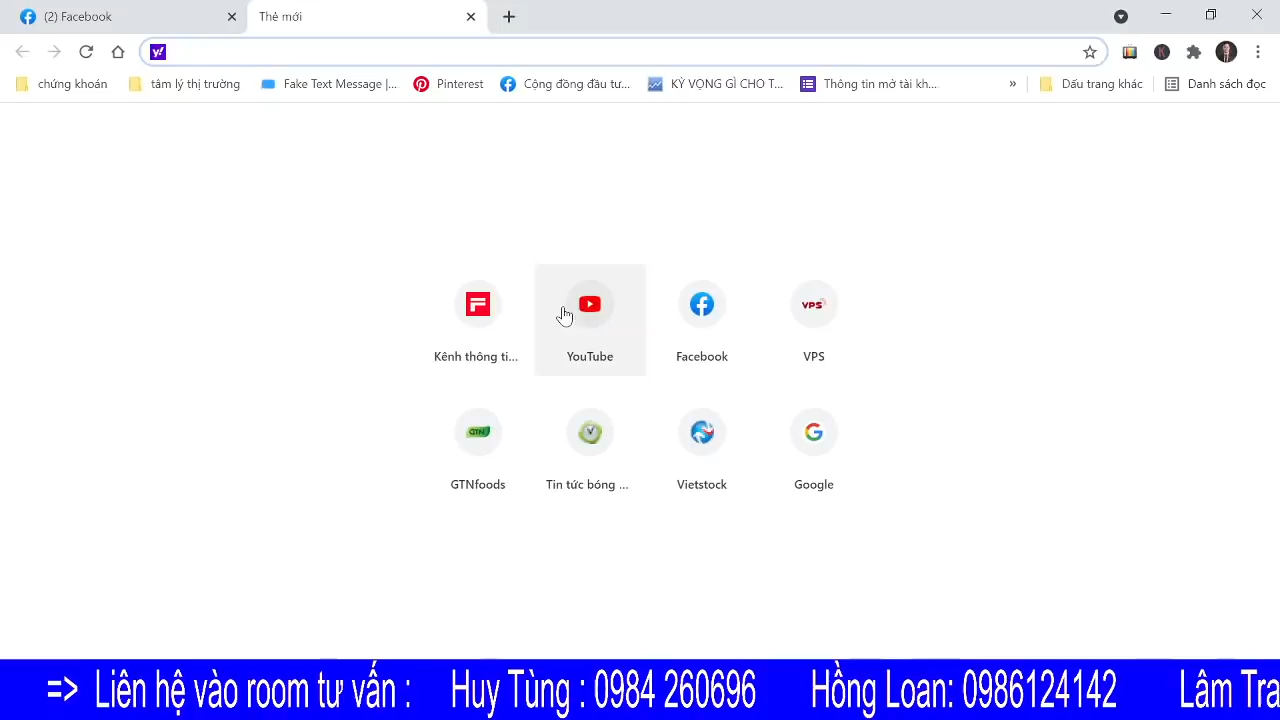 (2) Facebook
Thẻ mới
chứng khoán
tâm lý thị trường
Fake Text Message |...
Pinterest
Cộng đồng đầu tư...
KỲ VỌNG GÌ CHO T...
Thông tin mở tài kh...
»
Dấu trang khác
Danh sách đọc
Kênh thông ti...
YouTube
Facebook
VPS
VPS
GTN
GTNfoods
Tin tức bóng ...
Vietstock
Google
=> Liên hệ vào room tư vấn : Huy Tùng : 0984 260696 Hồng Loan: 0986124142 Lâm Tra